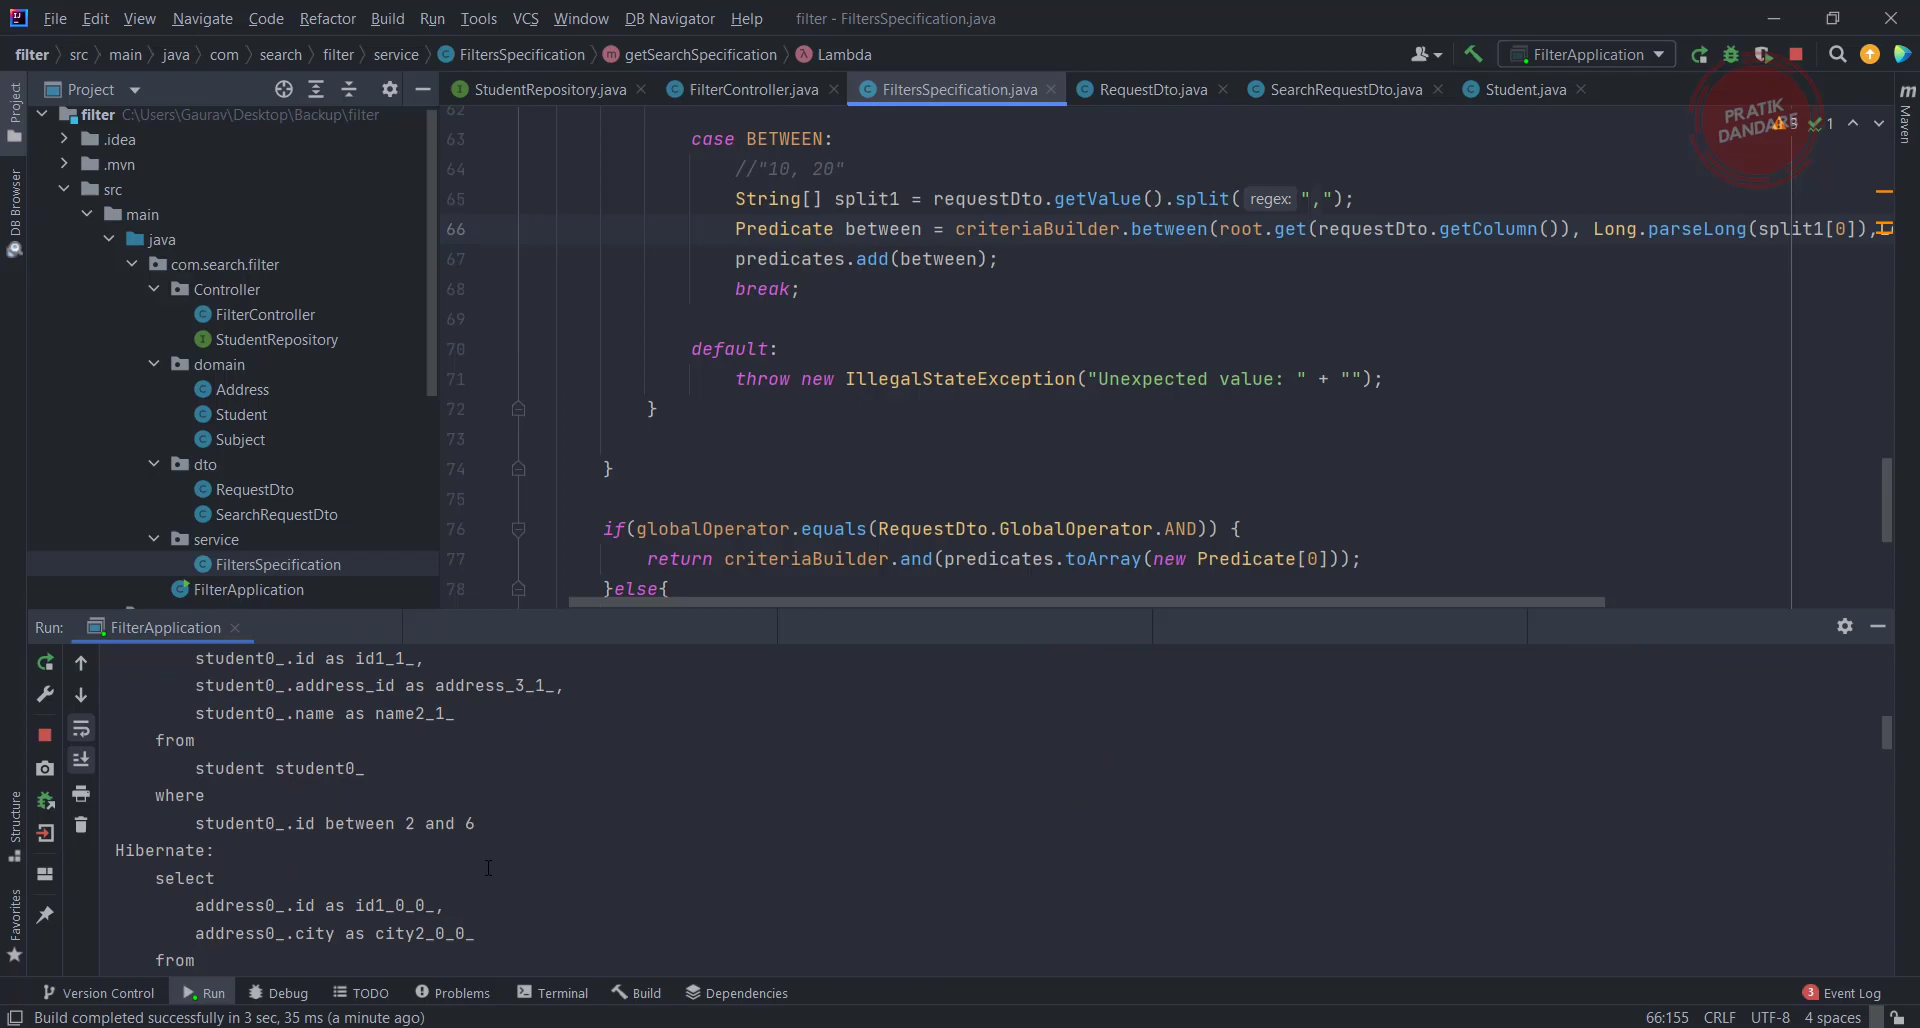 File Edit View Navigate Code Refactor Build Run Tools VCS Window DB Navigator Help filter - FiltersSpecification.java
filter src main java com search filter service FiltersSpecification getSearchSpecification Lambda FilterApplication
Project StudentRepository.java FilterController.java FiltersSpecification.java RequestDto.java SearchRequestDto.java Student.java
PRATIK
DANDARE
3 1
Project
DB Browser
Structure
Favorites
Maven
filter C:\Users\Gaurav\Desktop\Backup\filter
.idea
.mvn
src
main
java
com.search.filter
Controller
FilterController
StudentRepository
domain
Address
Student
Subject
dto
RequestDto
SearchRequestDto
service
FiltersSpecification
FilterApplication
62
63 case BETWEEN:
64 //"10, 20"
65 String[] split1 = requestDto.getValue().split( regex: ",");
66 Predicate between = criteriaBuilder.between(root.get(requestDto.getColumn()), Long.parseLong(split1[0]),
67 predicates.add(between);
68 break;
69
70 default:
71 throw new IllegalStateException("Unexpected value: " + "");
72 }
73
74 }
75
76 if(globalOperator.equals(RequestDto.GlobalOperator.AND)) {
77 return criteriaBuilder.and(predicates.toArray(new Predicate[0]));
78 }else{
Run: FilterApplication
student0_.id as id1_1_,
student0_.address_id as address_3_1_,
student0_.name as name2_1_
from
student student0_
where
student0_.id between 2 and 6
Hibernate:
select
address0_.id as id1_0_0_,
address0_.city as city2_0_0_
from
Version Control Run Debug TODO Problems Terminal Build Dependencies 3 Event Log
Build completed successfully in 3 sec, 35 ms (a minute ago) 66:155 CRLF UTF-8 4 spaces